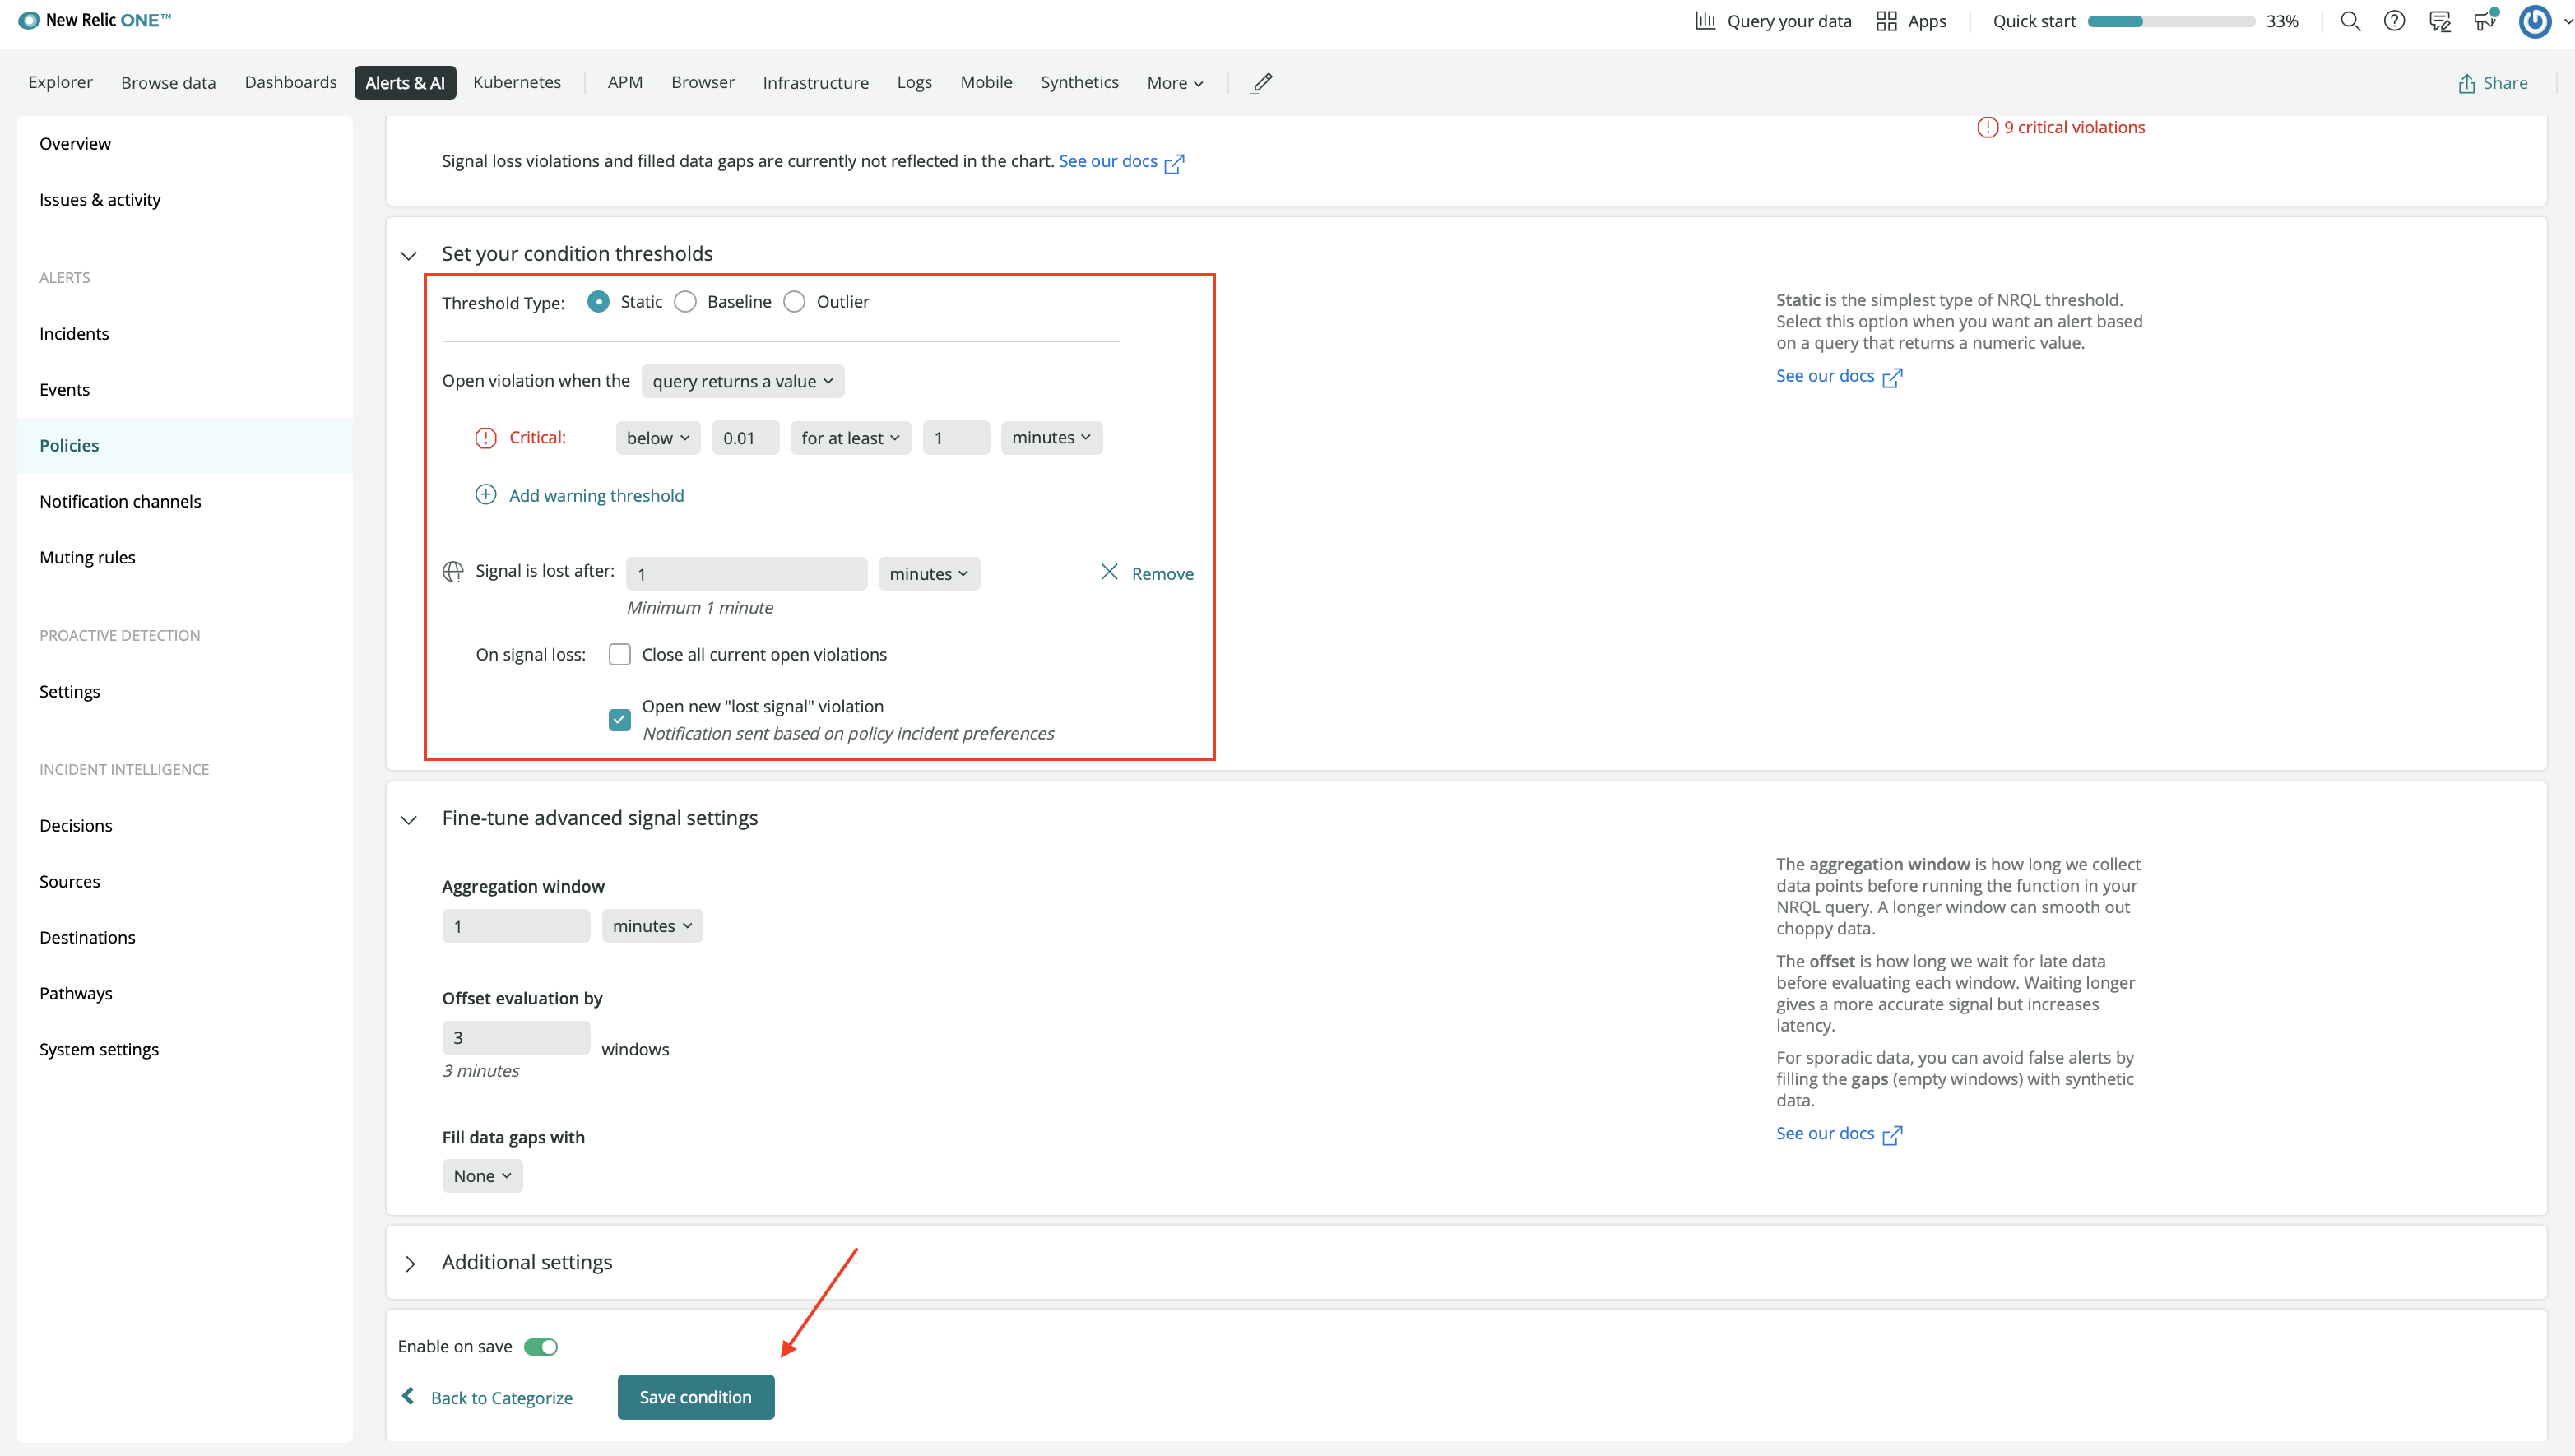 New Relic ONE™
Query your data
Apps
Quick start
33%
Explorer
Browse data
Dashboards
Alerts & AI
Kubernetes
APM
Browser
Infrastructure
Logs
Mobile
Synthetics
More
Share
Overview
Issues & activity
ALERTS
Incidents
Events
Policies
Notification channels
Muting rules
PROACTIVE DETECTION
Settings
INCIDENT INTELLIGENCE
Decisions
Sources
Destinations
Pathways
System settings
9 critical violations
Signal loss violations and filled data gaps are currently not reflected in the chart. See our docs
Set your condition thresholds
Threshold Type: Static Baseline Outlier
Open violation when the query returns a value
Critical: below 0.01 for at least 1 minutes
Add warning threshold
Signal is lost after: 1 minutes Remove
Minimum 1 minute
On signal loss: Close all current open violations
Open new "lost signal" violation
Notification sent based on policy incident preferences
Static is the simplest type of NRQL threshold.
Select this option when you want an alert based
on a query that returns a numeric value.
See our docs
Fine-tune advanced signal settings
Aggregation window
1 minutes
Offset evaluation by
3 windows
3 minutes
Fill data gaps with
None
The aggregation window is how long we collect
data points before running the function in your
NRQL query. A longer window can smooth out
choppy data.
The offset is how long we wait for late data
before evaluating each window. Waiting longer
gives a more accurate signal but increases
latency.
For sporadic data, you can avoid false alerts by
filling the gaps (empty windows) with synthetic
data.
See our docs
Additional settings
Enable on save
Back to Categorize
Save condition